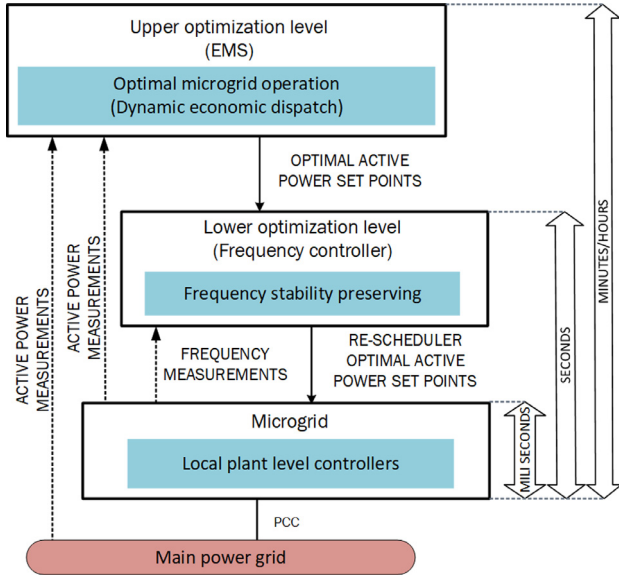 Upper optimization level
(EMS)
Optimal microgrid operation
(Dynamic economic dispatch)
OPTIMAL ACTIVE
POWER SET POINTS
Lower optimization level
(Frequency controller)
Frequency stability preserving
ACTIVE POWER
MEASUREMENTS
ACTIVE POWER
MEASUREMENTS
FREQUENCY
MEASUREMENTS
RE-SCHEDULER
OPTIMAL ACTIVE
POWER SET POINTS
Microgrid
Local plant level controllers
MILI SECONDS
SECONDS
MINUTES/HOURS
PCC
Main power grid